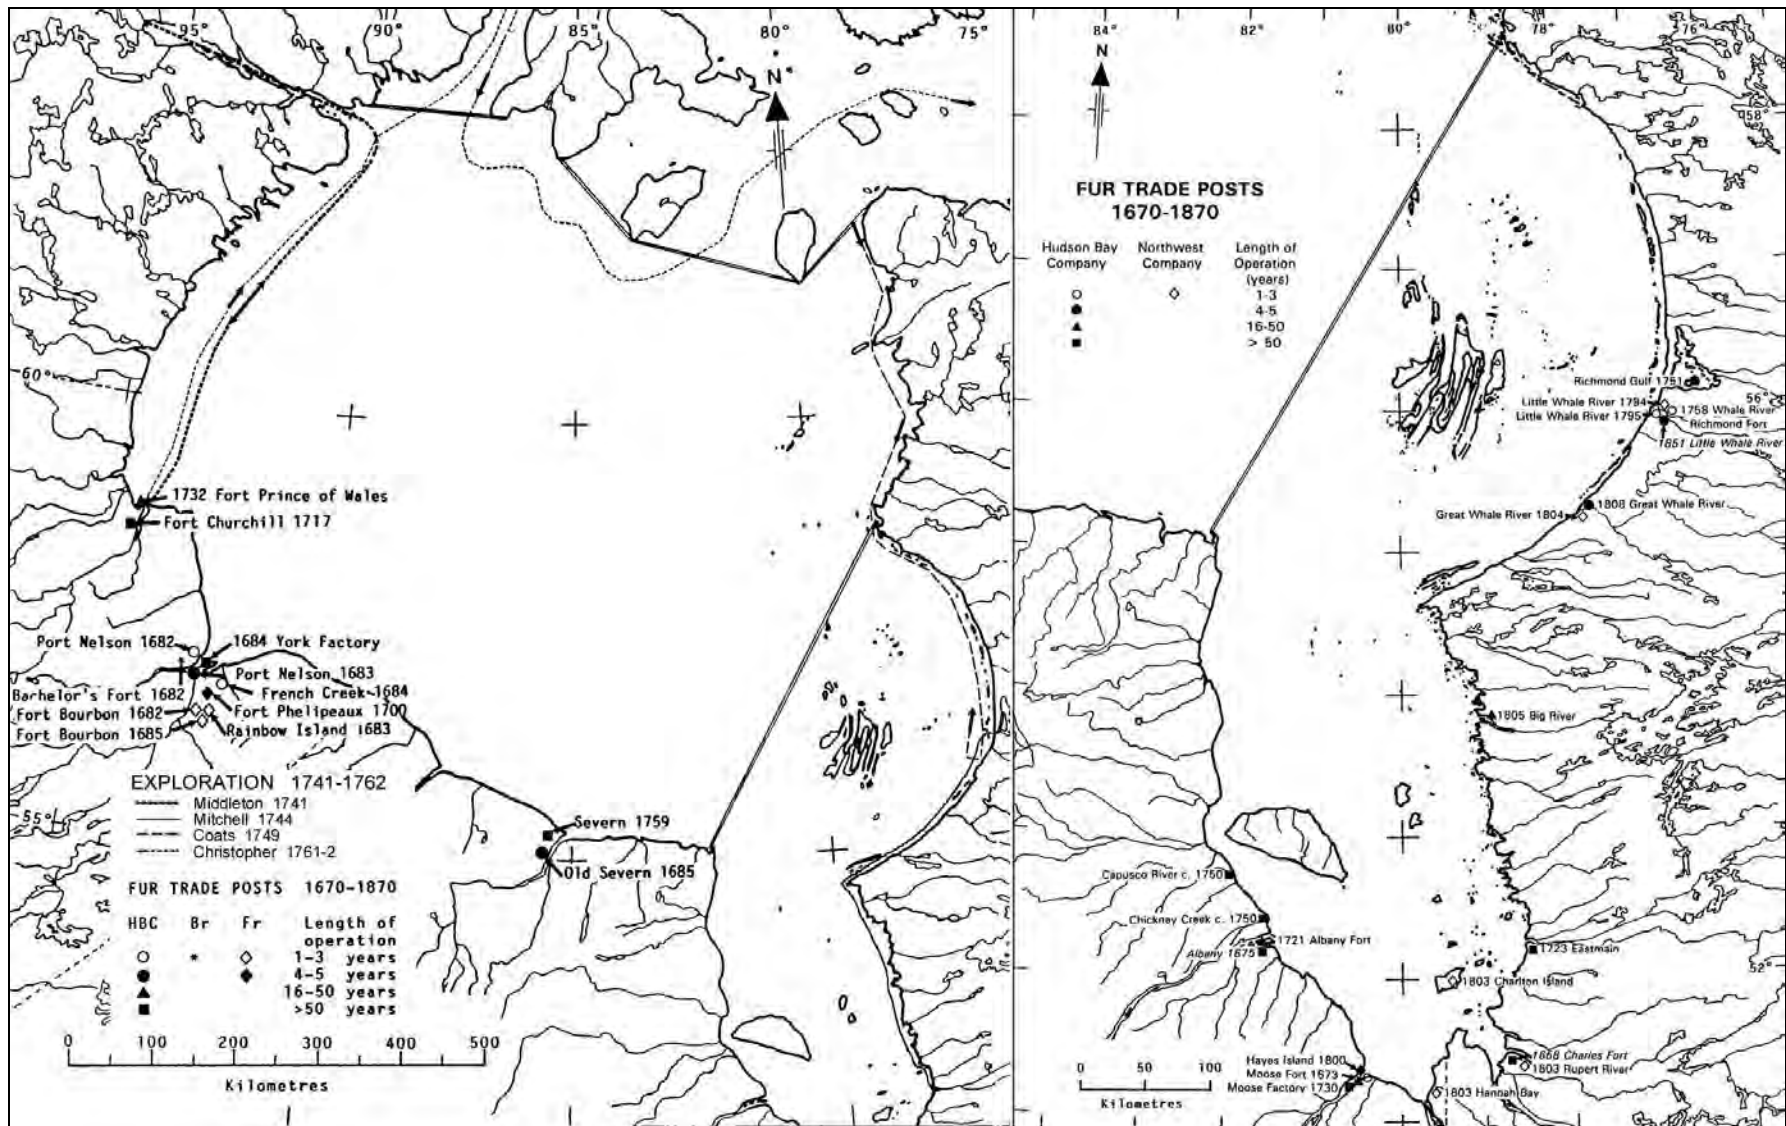 95° 90° 85° 80° 75°
N
60°
1732 Fort Prince of Wales
Fort Churchill 1717
Port Nelson 1682
1684 York Factory
Port Nelson 1683
Barhelor's Fort 1682
French Creek-1684
Fort Bourbon 1682
Fort Phelipeaux 1700
Fort Bourbon 1685
Rainbow Island 1683
EXPLORATION 1741-1762
Middleton 1741
Mitchell 1744
Coats 1749
Christopher 1761-2
55°
Severn 1759
Old Severn 1685
FUR TRADE POSTS 1670-1870
HBC Br Fr Length of
operation
1-3 years
4-5 years
16-50 years
>50 years
0 100 200 300 400 500
Kilometres
84° 82° 80° 78° 76°
N
58°
FUR TRADE POSTS
1670-1870
Hudson Bay Northwest Length of
Company Company Operation
(years)
1-3
4-5
16-50
> 50
Richmond Gulf 1751
56°
Little Whale River 1794
Little Whale River 1795
1758 Whale River
Richmond Fort
1851 Little Whale River
1808 Great Whale River
Great Whale River 1804
54°
1805 Big River
Capusco River c. 1750
Chickney Creek c. 1750
1721 Albany Fort
Albany 1675
1723 Eastmain
52°
1803 Charlton Island
Hayes Island 1800
Moose Fort 1673
Moose Factory 1730
1668 Charles Fort
1803 Rupert River
1803 Hannah Bay
0 50 100
Kilometres